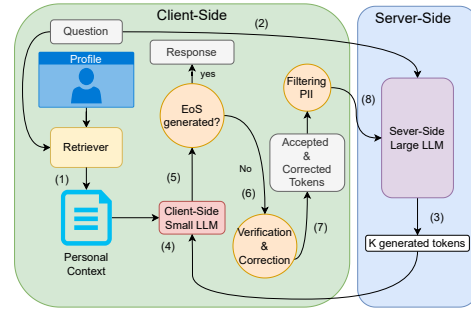 Client-Side
Server-Side
Question
(2)
Response
Profile
yes
EoS
generated?
Filtering
PII
(8)
Retriever
Accepted
&
Corrected
Tokens
Sever-Side
Large LLM
(1)
(5)
No
(6)
(7)
(3)
Client-Side
Small LLM
(4)
Verification
&
Correction
K generated tokens
Personal
Context